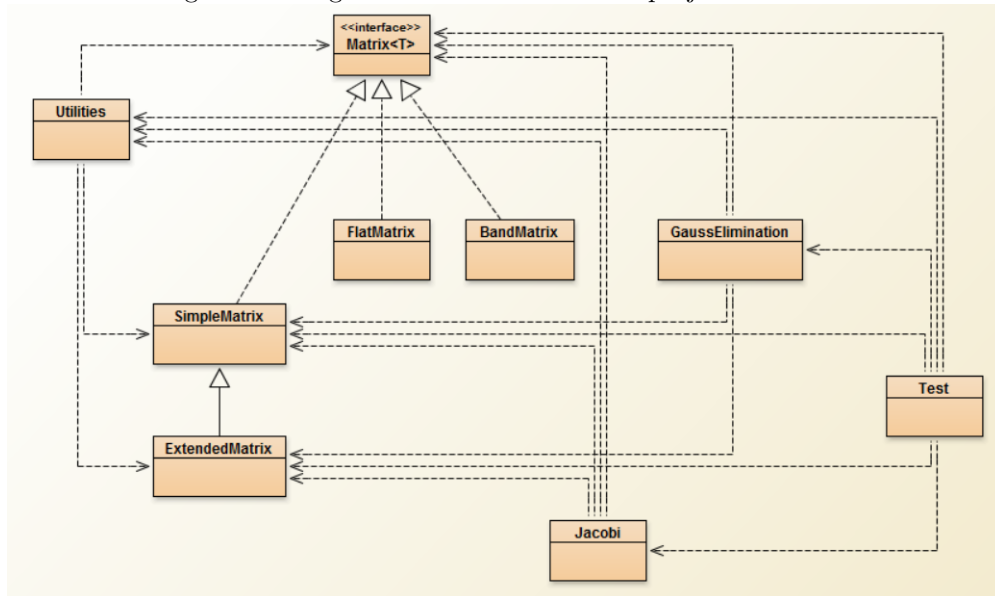 <<interface>>
Matrix<T>
Utilities
FlatMatrix
BandMatrix
GaussElimination
SimpleMatrix
Test
ExtendedMatrix
Jacobi